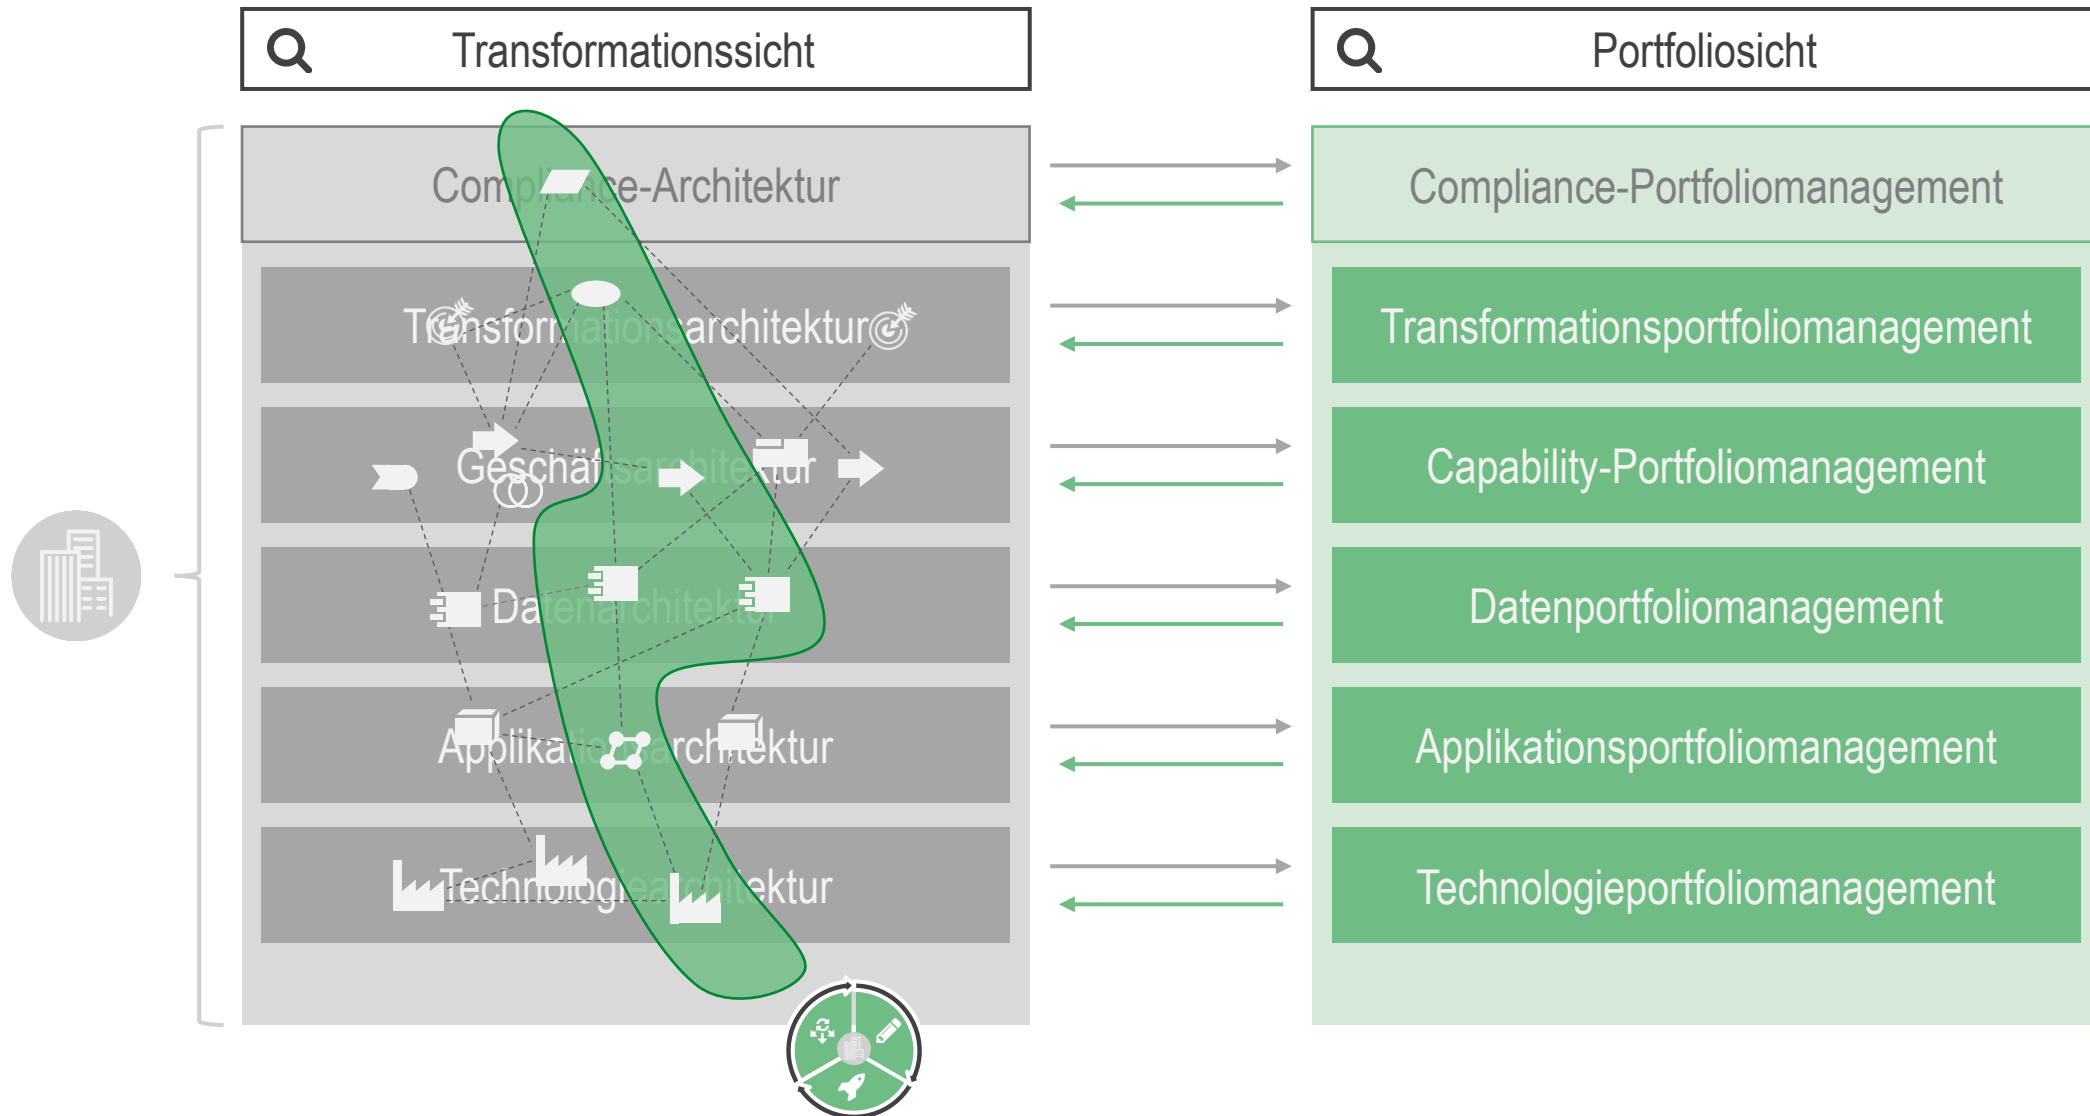 Transformationssicht
Portfoliosicht
Compliance-Architektur
Compliance-Portfoliomanagement
Transformationsarchitektur
Transformationsportfoliomanagement
Geschäftsarchitektur
Capability-Portfoliomanagement
Datenarchitektur
Datenportfoliomanagement
Applikationsarchitektur
Applikationsportfoliomanagement
Technologiearchitektur
Technologieportfoliomanagement